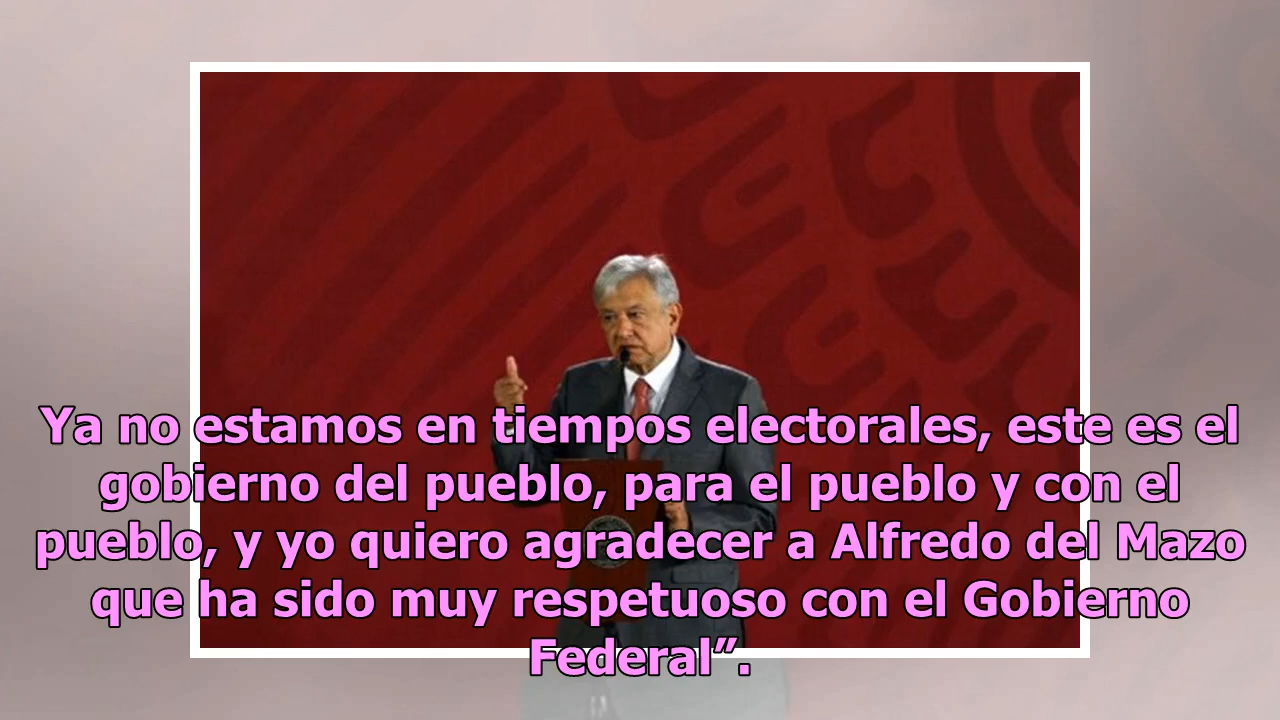 Ya no estamos en tiempos electorales, este es el
gobierno del pueblo, para el pueblo y con el
pueblo, y yo quiero agradecer a Alfredo del Mazo
que ha sido muy respetuoso con el Gobierno
Federal”.